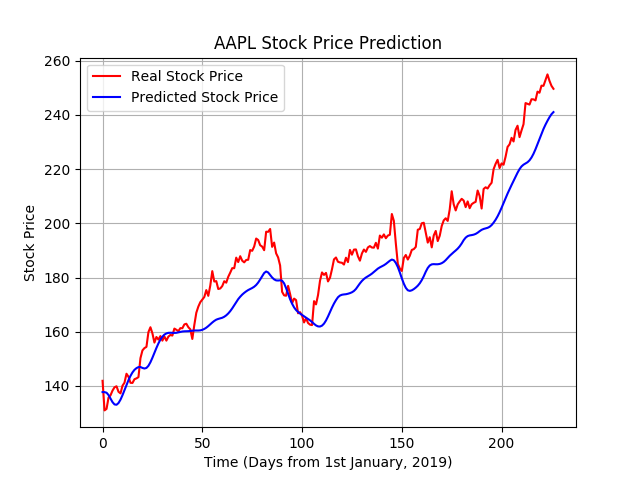 AAPL Stock Price Prediction
Real Stock Price
Predicted Stock Price
260
240
220
200
180
160
140
Stock Price
0 50 100 150 200
Time (Days from 1st January, 2019)